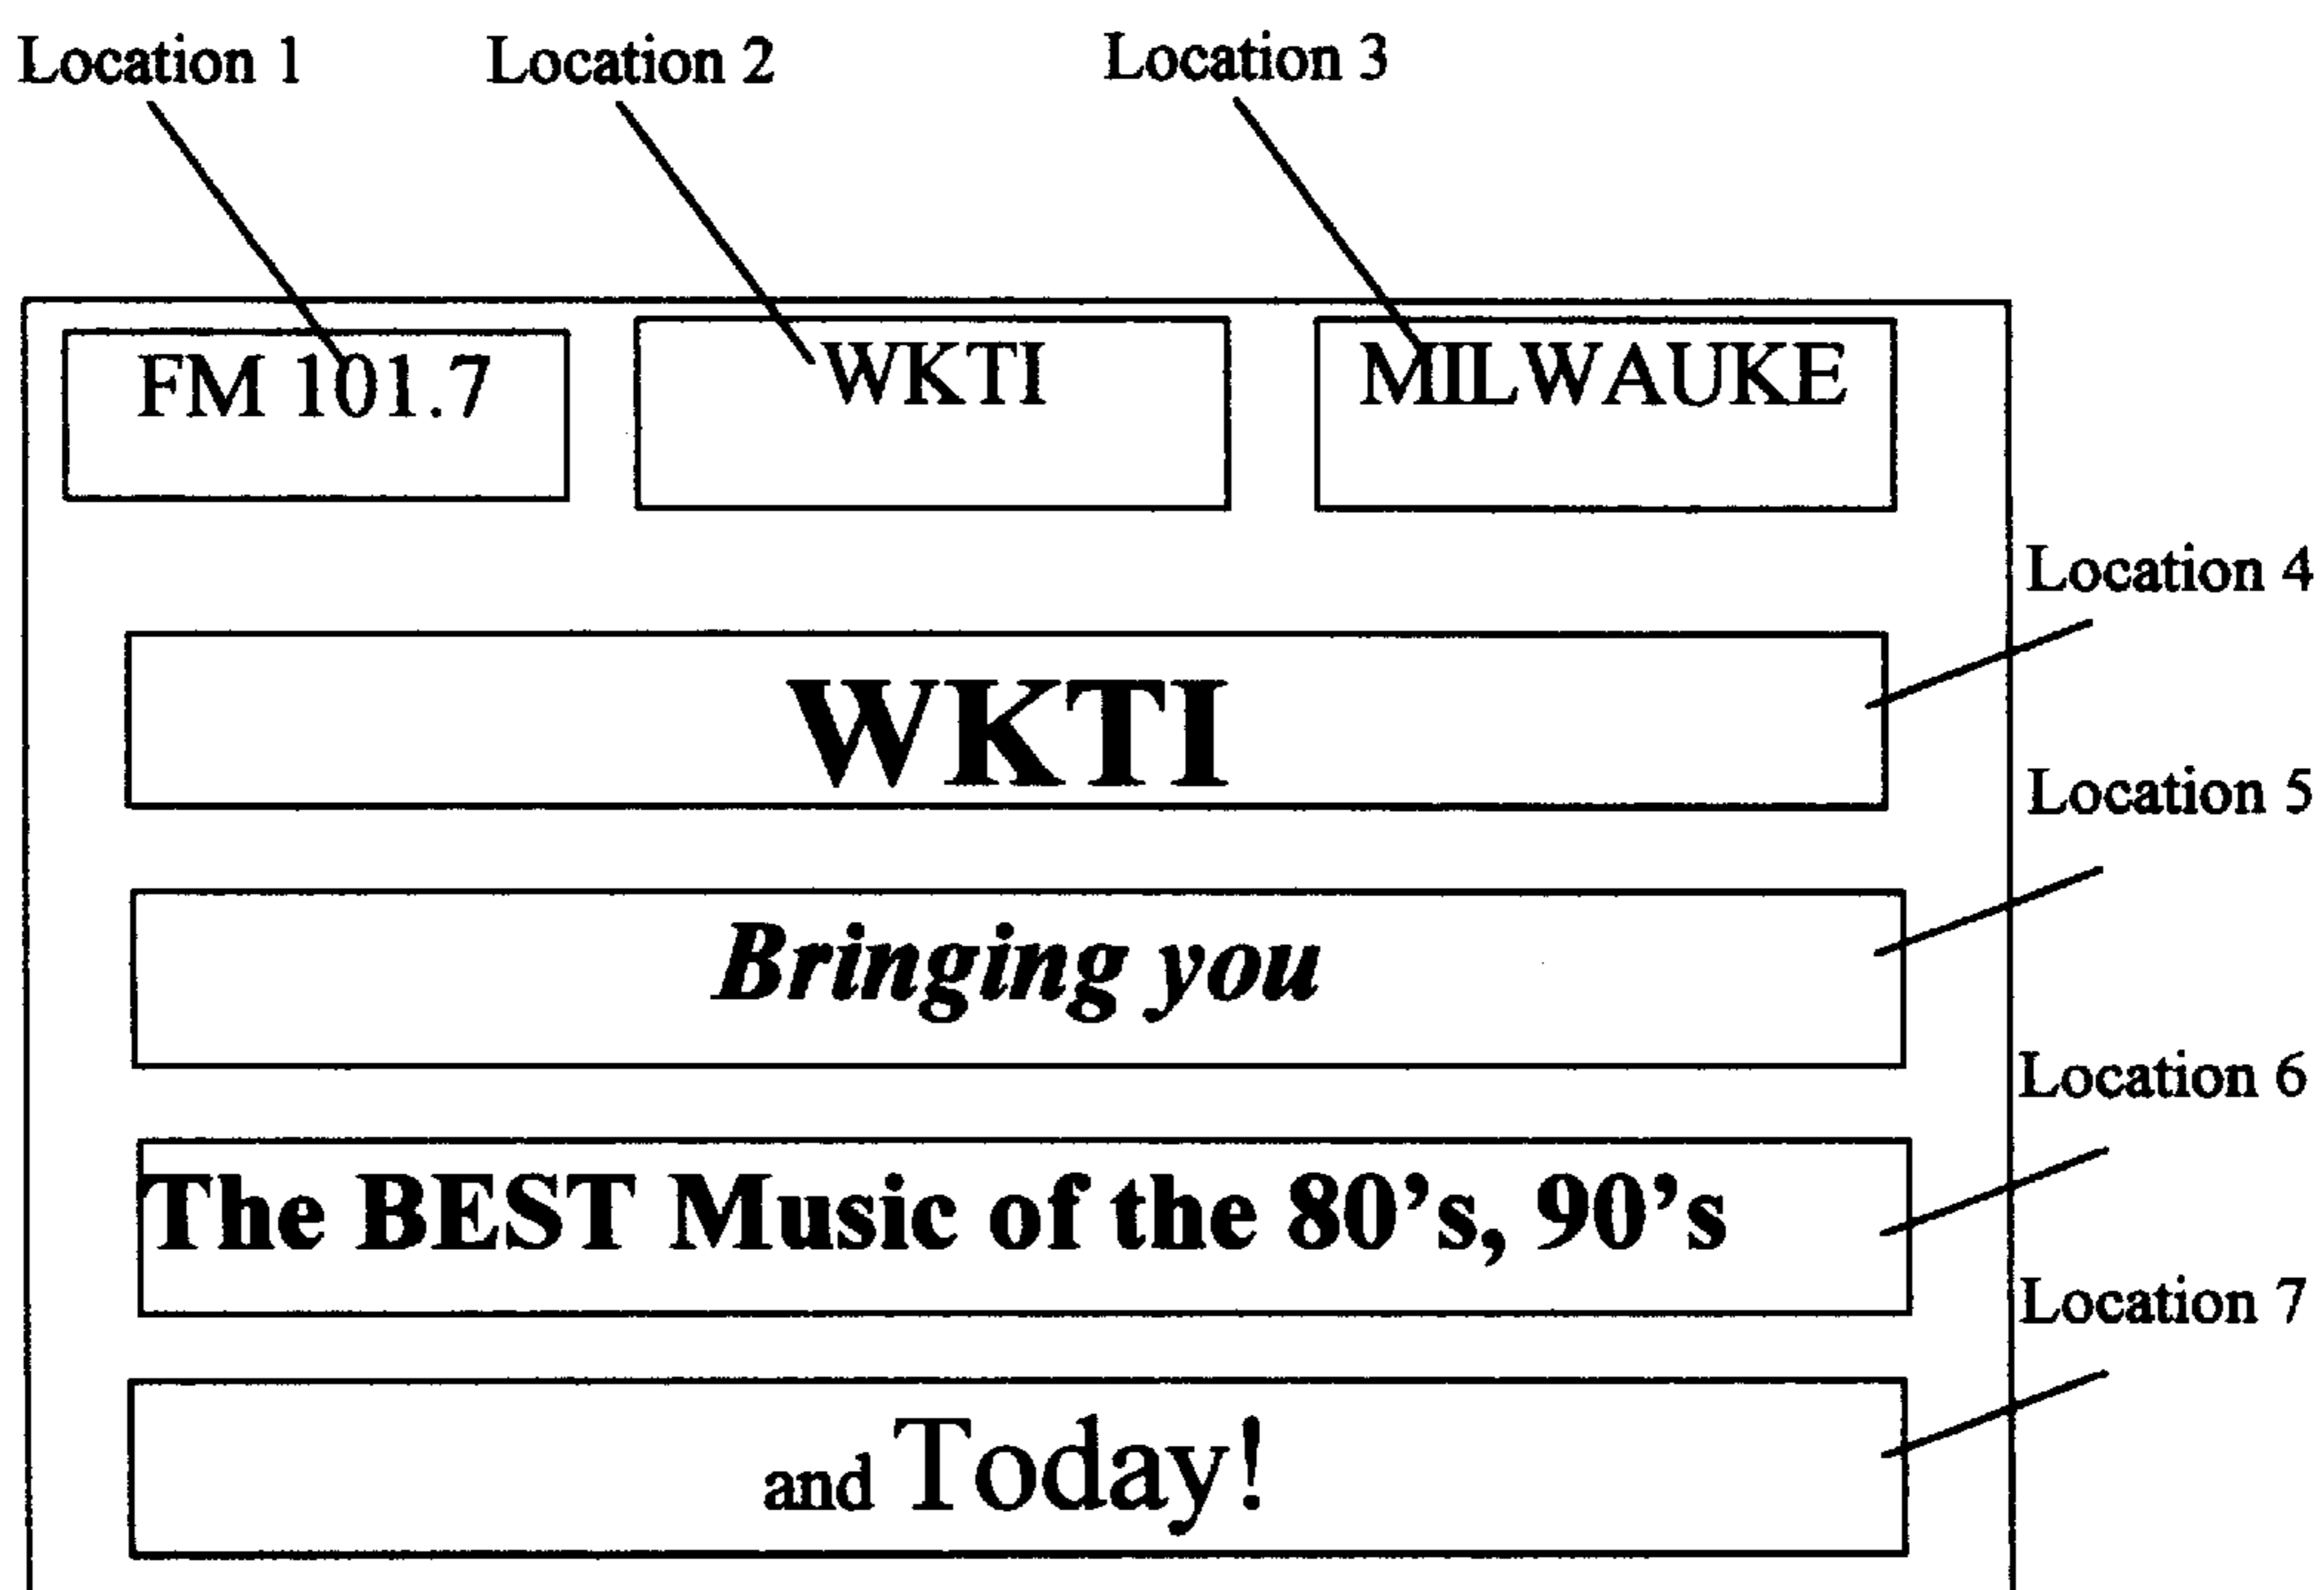 Location 1 Location 2 Location 3
FM 101.7 WKTI MILWAUKE
Location 4
WKTI
Location 5
Bringing you
Location 6
The BEST Music of the 80's, 90's
Location 7
and Today!